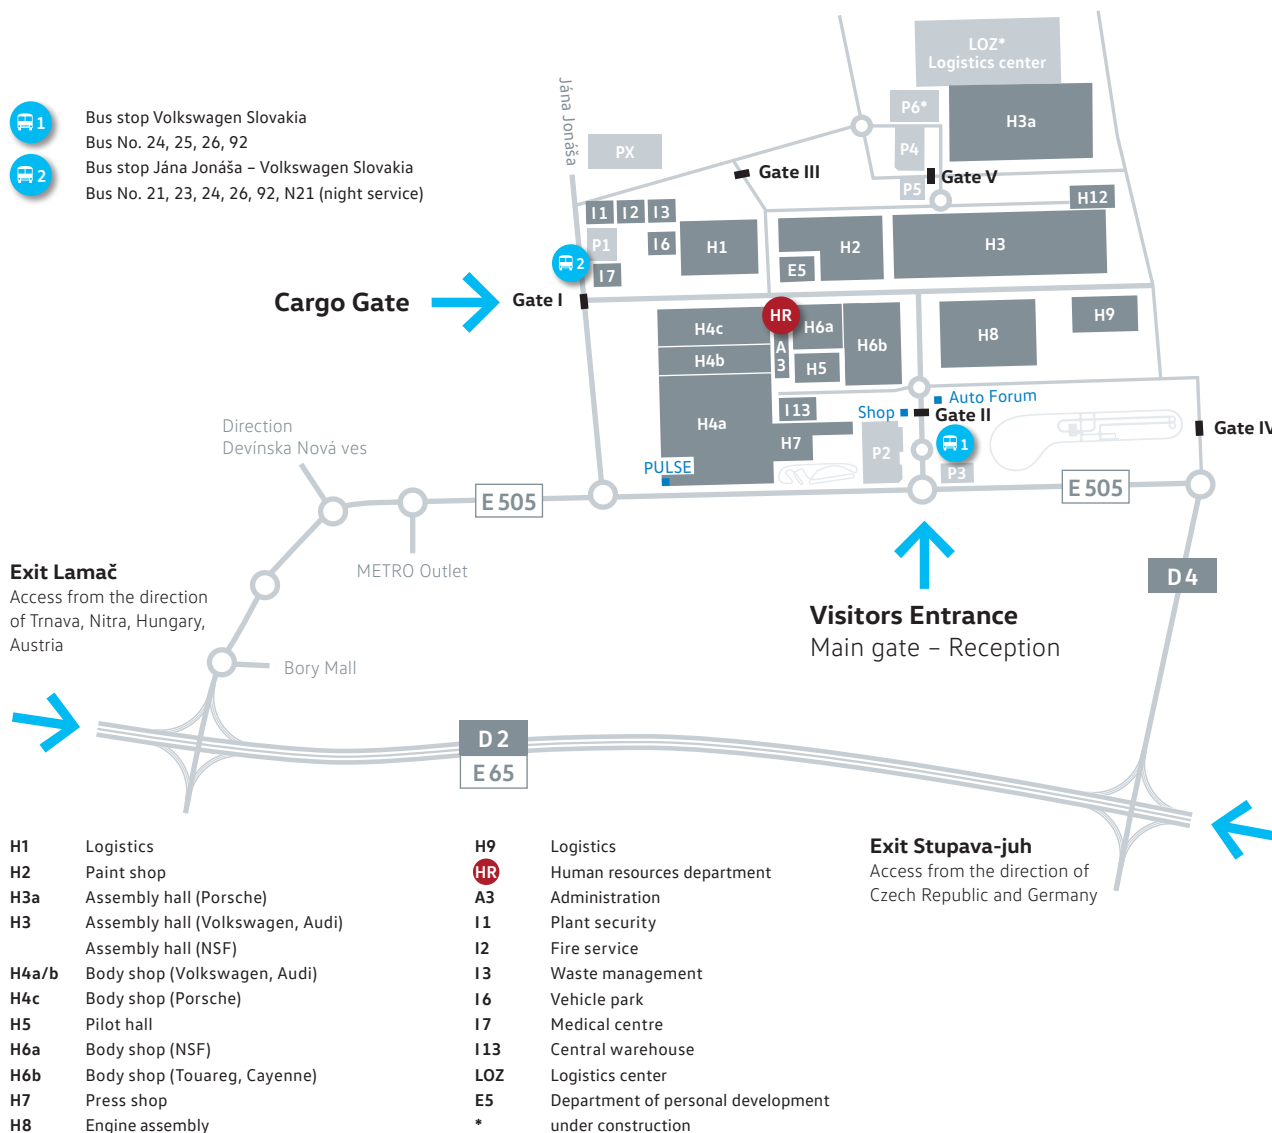 LOZ*
Logistics center
Jána Jonáša
P6*
H3a
1
Bus stop Volkswagen Slovakia
Bus No. 24, 25, 26, 92
2
Bus stop Jána Jonáša – Volkswagen Slovakia
Bus No. 21, 23, 24, 26, 92, N21 (night service)
PX
P4
Gate III
Gate V
P5
H12
I1
I2
I3
P1
I6
H1
H2
H3
E5
2
I7
Cargo Gate
Gate I
HR
H4c
H6a
H6b
H8
H9
A
3
H4b
H5
Auto Forum
I13
Shop
Gate II
H4a
H7
P2
1
Gate IV
Direction
Devínska Nová ves
PULSE
P3
E505
E505
METRO Outlet
Exit Lamač
Access from the direction
of Trnava, Nitra, Hungary,
Austria
D4
Visitors Entrance
Main gate – Reception
Bory Mall
D2
E65
Exit Stupava-juh
Access from the direction of
Czech Republic and Germany
H1 Logistics
H2 Paint shop
H3a Assembly hall (Porsche)
H3 Assembly hall (Volkswagen, Audi)
Assembly hall (NSF)
H4a/b Body shop (Volkswagen, Audi)
H4c Body shop (Porsche)
H5 Pilot hall
H6a Body shop (NSF)
H6b Body shop (Touareg, Cayenne)
H7 Press shop
H8 Engine assembly
H9 Logistics
HR Human resources department
A3 Administration
I1 Plant security
I2 Fire service
I3 Waste management
I6 Vehicle park
I7 Medical centre
I13 Central warehouse
LOZ Logistics center
E5 Department of personal development
* under construction